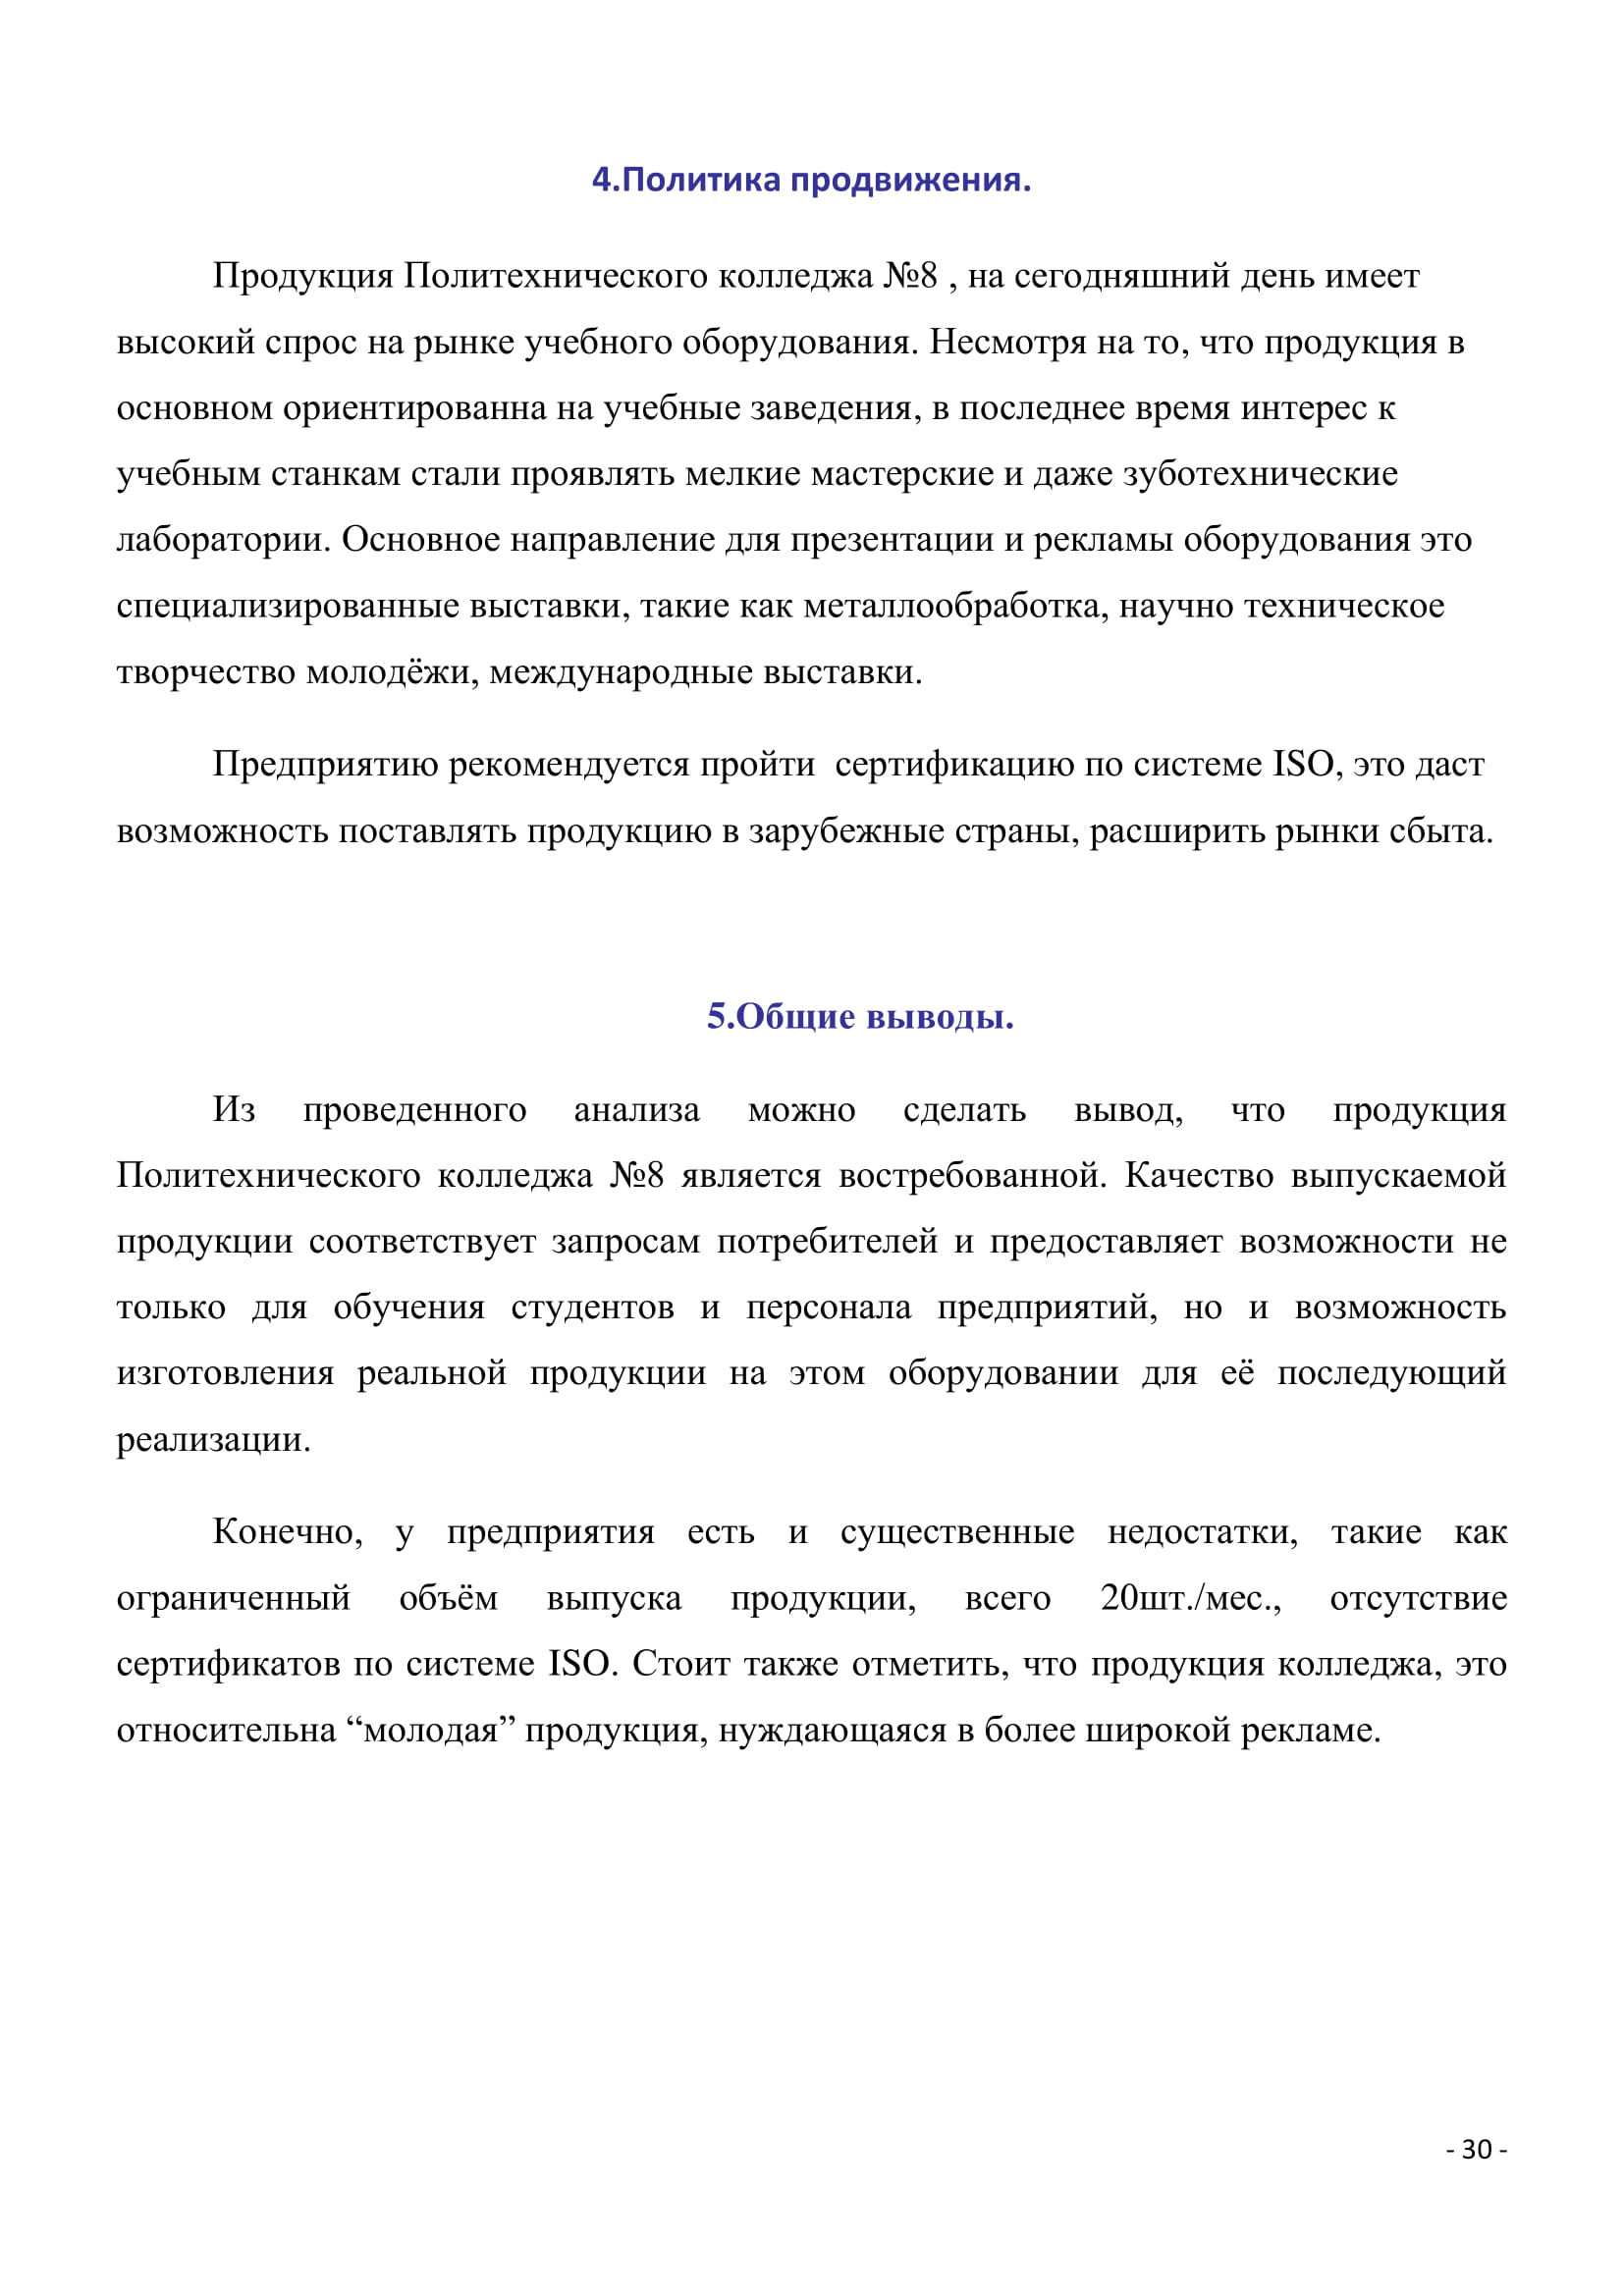 4.Политика продвижения.
Продукция Политехнического колледжа №8 , на сегодняшний день имеет
высокий спрос на рынке учебного оборудования. Несмотря на то, что продукция в
основном ориентированна на учебные заведения, в последнее время интерес к
учебным станкам стали проявлять мелкие мастерские и даже зуботехнические
лаборатории. Основное направление для презентации и рекламы оборудования это
специализированные выставки, такие как металлообработка, научно техническое
творчество молодёжи, международные выставки.
Предприятию рекомендуется пройти  сертификацию по системе ISO, это даст
возможность поставлять продукцию в зарубежные страны, расширить рынки сбыта.
5.Общие выводы.
Из проведенного анализа можно сделать вывод, что продукция
Политехнического колледжа №8 является востребованной. Качество выпускаемой
продукции соответствует запросам потребителей и предоставляет возможности не
только для обучения студентов и персонала предприятий, но и возможность
изготовления реальной продукции на этом оборудовании для её последующий
реализации.
Конечно, у предприятия есть и существенные недостатки, такие как
ограниченный объём выпуска продукции, всего 20шт./мес., отсутствие
сертификатов по системе ISO. Стоит также отметить, что продукция колледжа, это
относительна “молодая” продукция, нуждающаяся в более широкой рекламе.
- 30 -